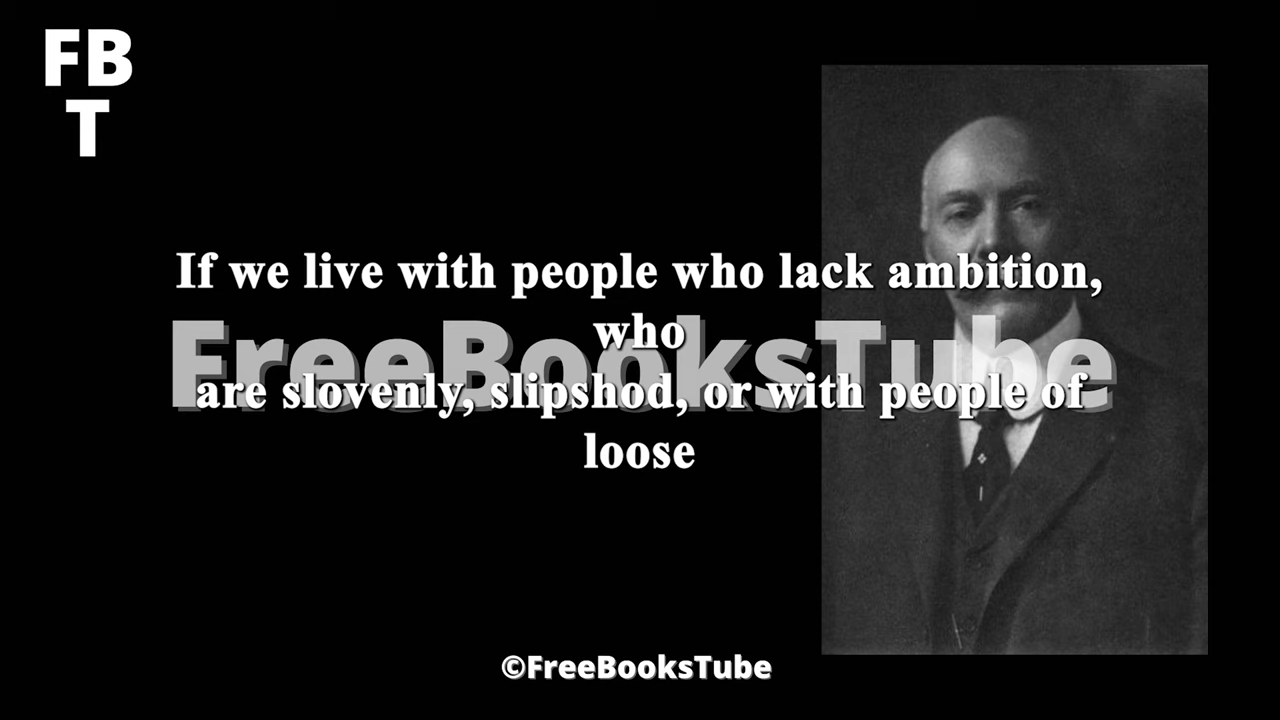 FB
T
If we live with people who lack ambition,
who
FreeBooksTube
are slovenly, slipshod, or with people of
loose
©FreeBooksTube